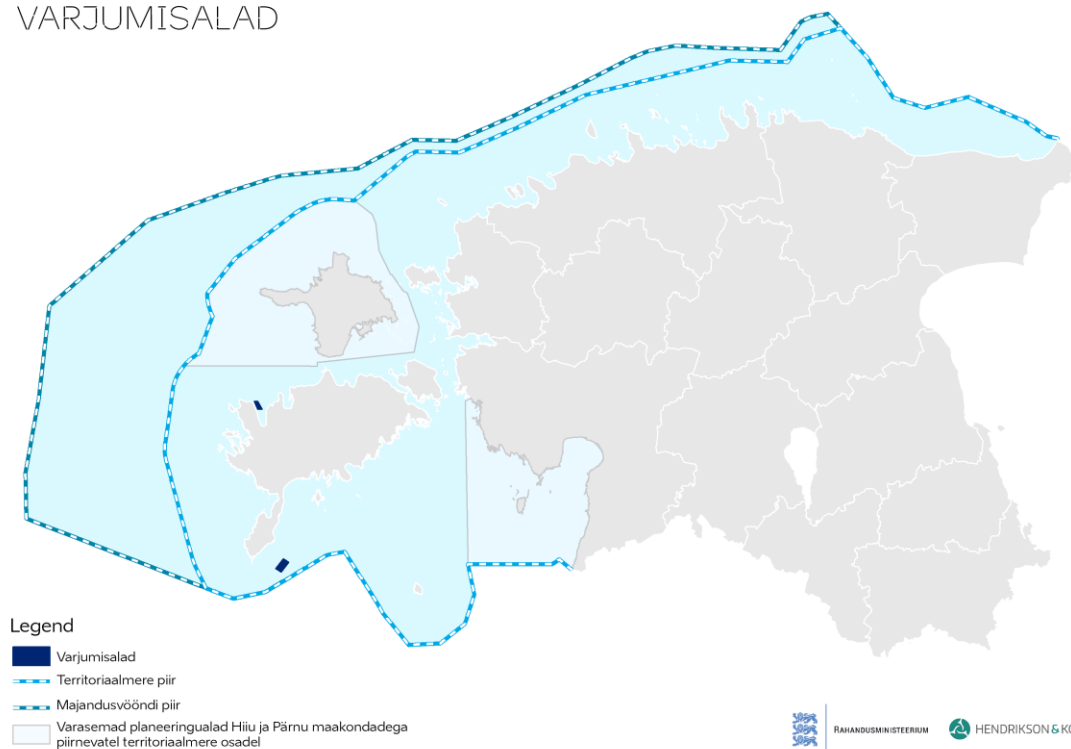 VARJUMISALAD
Legend
Varjumisalad
Territoriaalmere piir
Majandusvööndi piir
Varasemad planeeringualad Hiiu ja Pärnu maakondadega
piirnevatel territoriaalmere osadel
RAHANDUSMINISTEERIUM
HENDRIKSON & KO